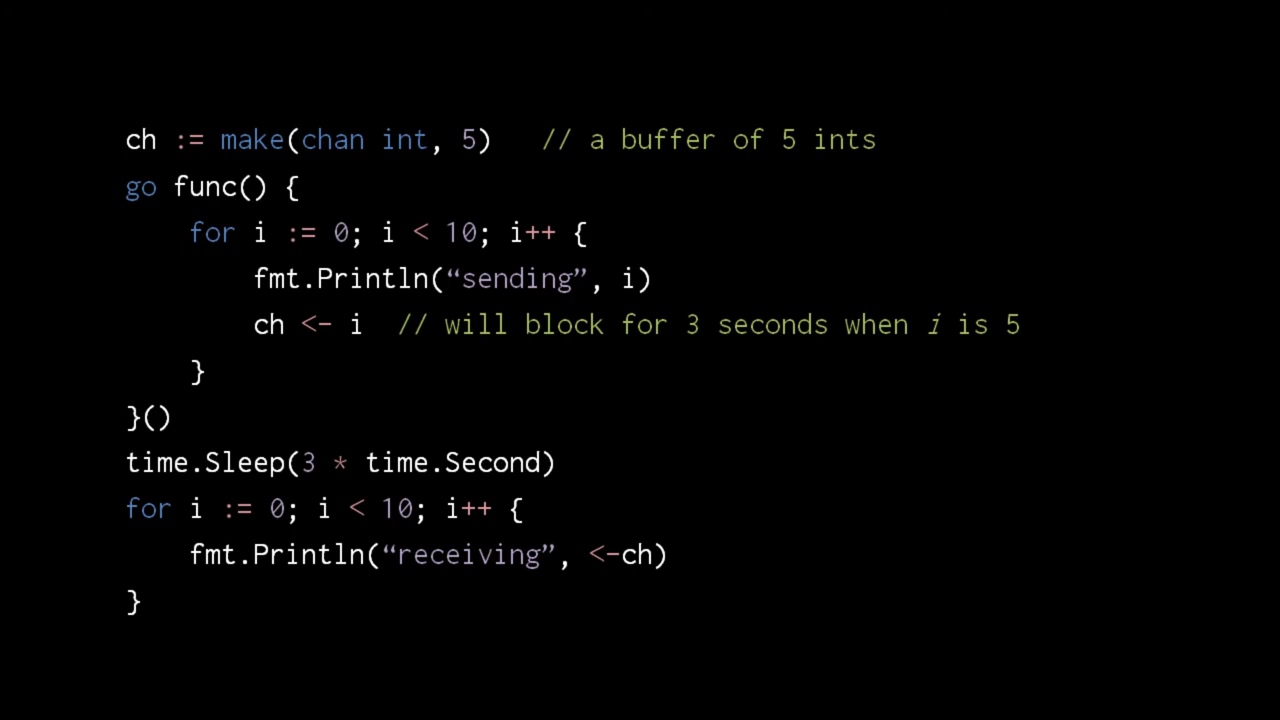 ch := make(chan int, 5)   // a buffer of 5 ints
go func() {
    for i := 0; i < 10; i++ {
        fmt.Println(“sending”, i)
        ch <- i  // will block for 3 seconds when i is 5
    }
}()
time.Sleep(3 * time.Second)
for i := 0; i < 10; i++ {
    fmt.Println(“receiving”, <-ch)
}